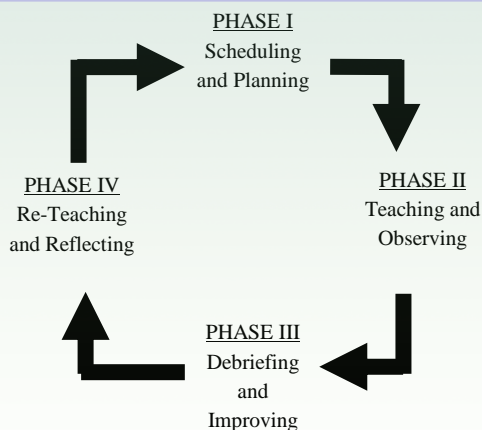 PHASE I
Scheduling
and Planning
PHASE II
Teaching and
Observing
PHASE III
Debriefing
and
Improving
PHASE IV
Re-Teaching
and Reflecting